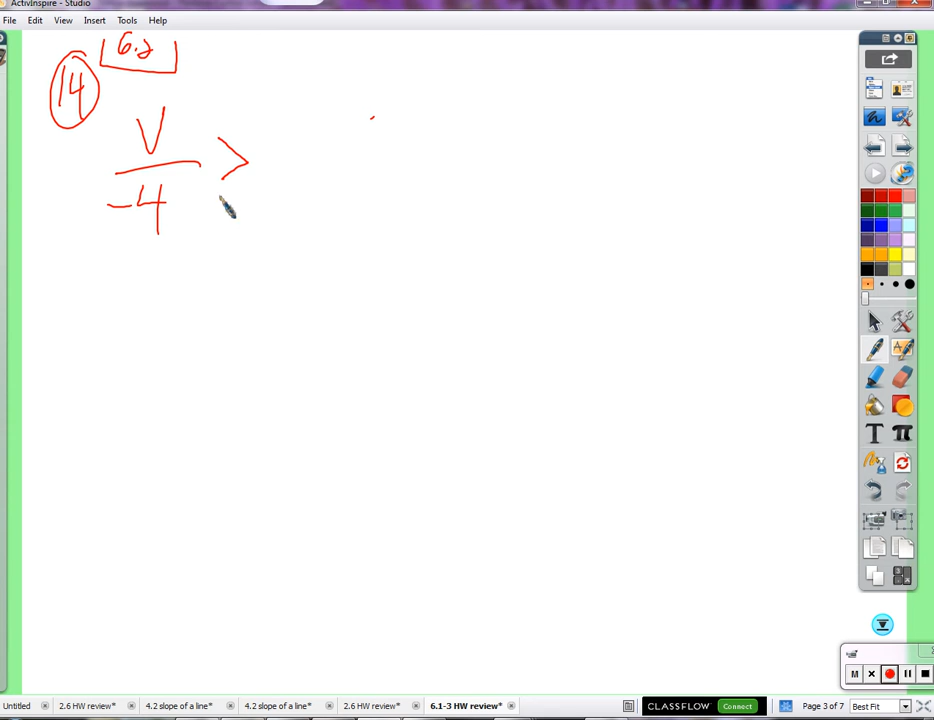 ActivInspire - Studio
File Edit View Insert Tools Help
6.2
14
V
—
-4
>
Untitled 2.6 HW review* 4.2 slope of a line* 4.2 slope of a line* 2.6 HW review* 6.1-3 HW review* CLASSFLOW Connect Page 3 of 7 Best Fit
M